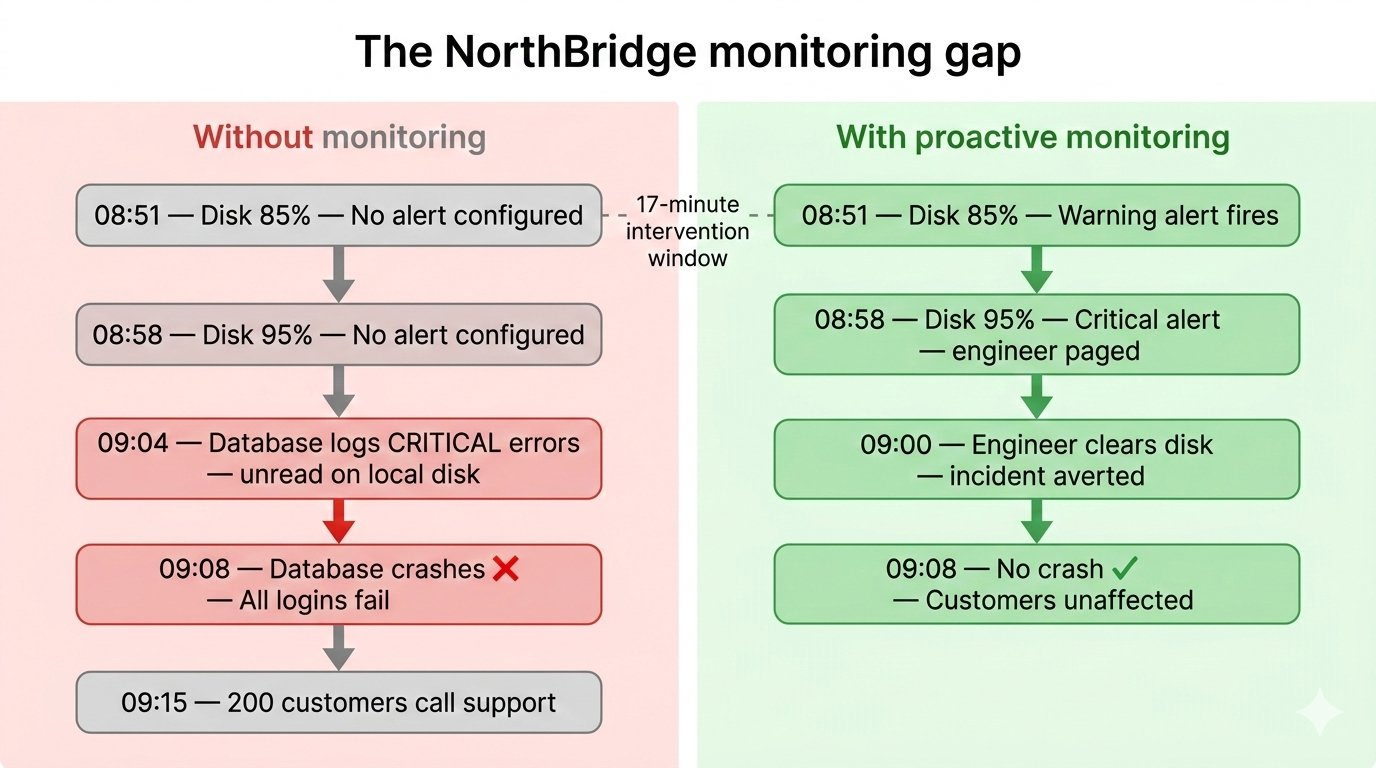 The NorthBridge monitoring gap
Without monitoring
08:51 — Disk 85% — No alert configured
08:58 — Disk 95% — No alert configured
09:04 — Database logs CRITICAL errors
— unread on local disk
09:08 — Database crashes ❌
— All logins fail
09:15 — 200 customers call support
17-minute
intervention
window
With proactive monitoring
08:51 — Disk 85% — Warning alert fires
08:58 — Disk 95% — Critical alert
— engineer paged
09:00 — Engineer clears disk
— incident averted
09:08 — No crash ✓
— Customers unaffected